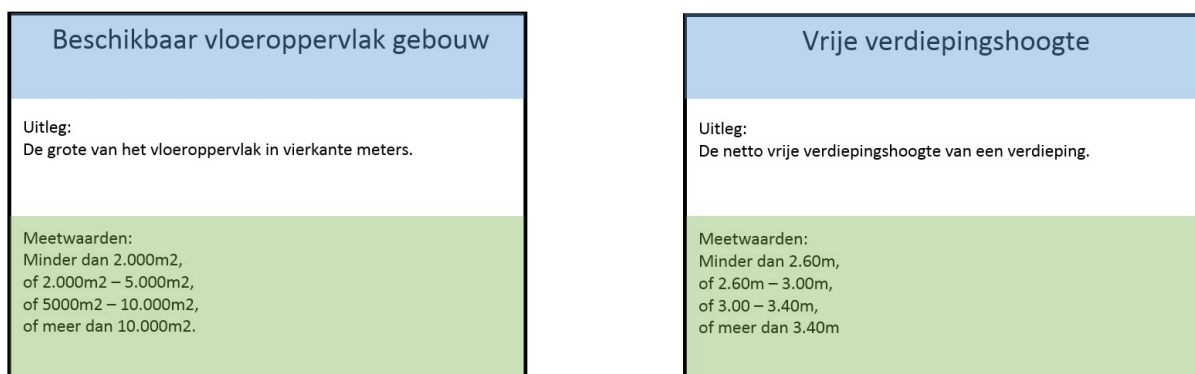 Beschikbaar vloeroppervlak gebouw
Uitleg:
De grote van het vloeroppervlak in vierkante meters.
Meetwaarden:
Minder dan 2.000m2,
of 2.000m2 – 5.000m2,
of 5000m2 – 10.000m2,
of meer dan 10.000m2.
Vrije verdiepingshoogte
Uitleg:
De netto vrije verdiepingshoogte van een verdieping.
Meetwaarden:
Minder dan 2.60m,
of 2.60m – 3.00m,
of 3.00 – 3.40m,
of meer dan 3.40m